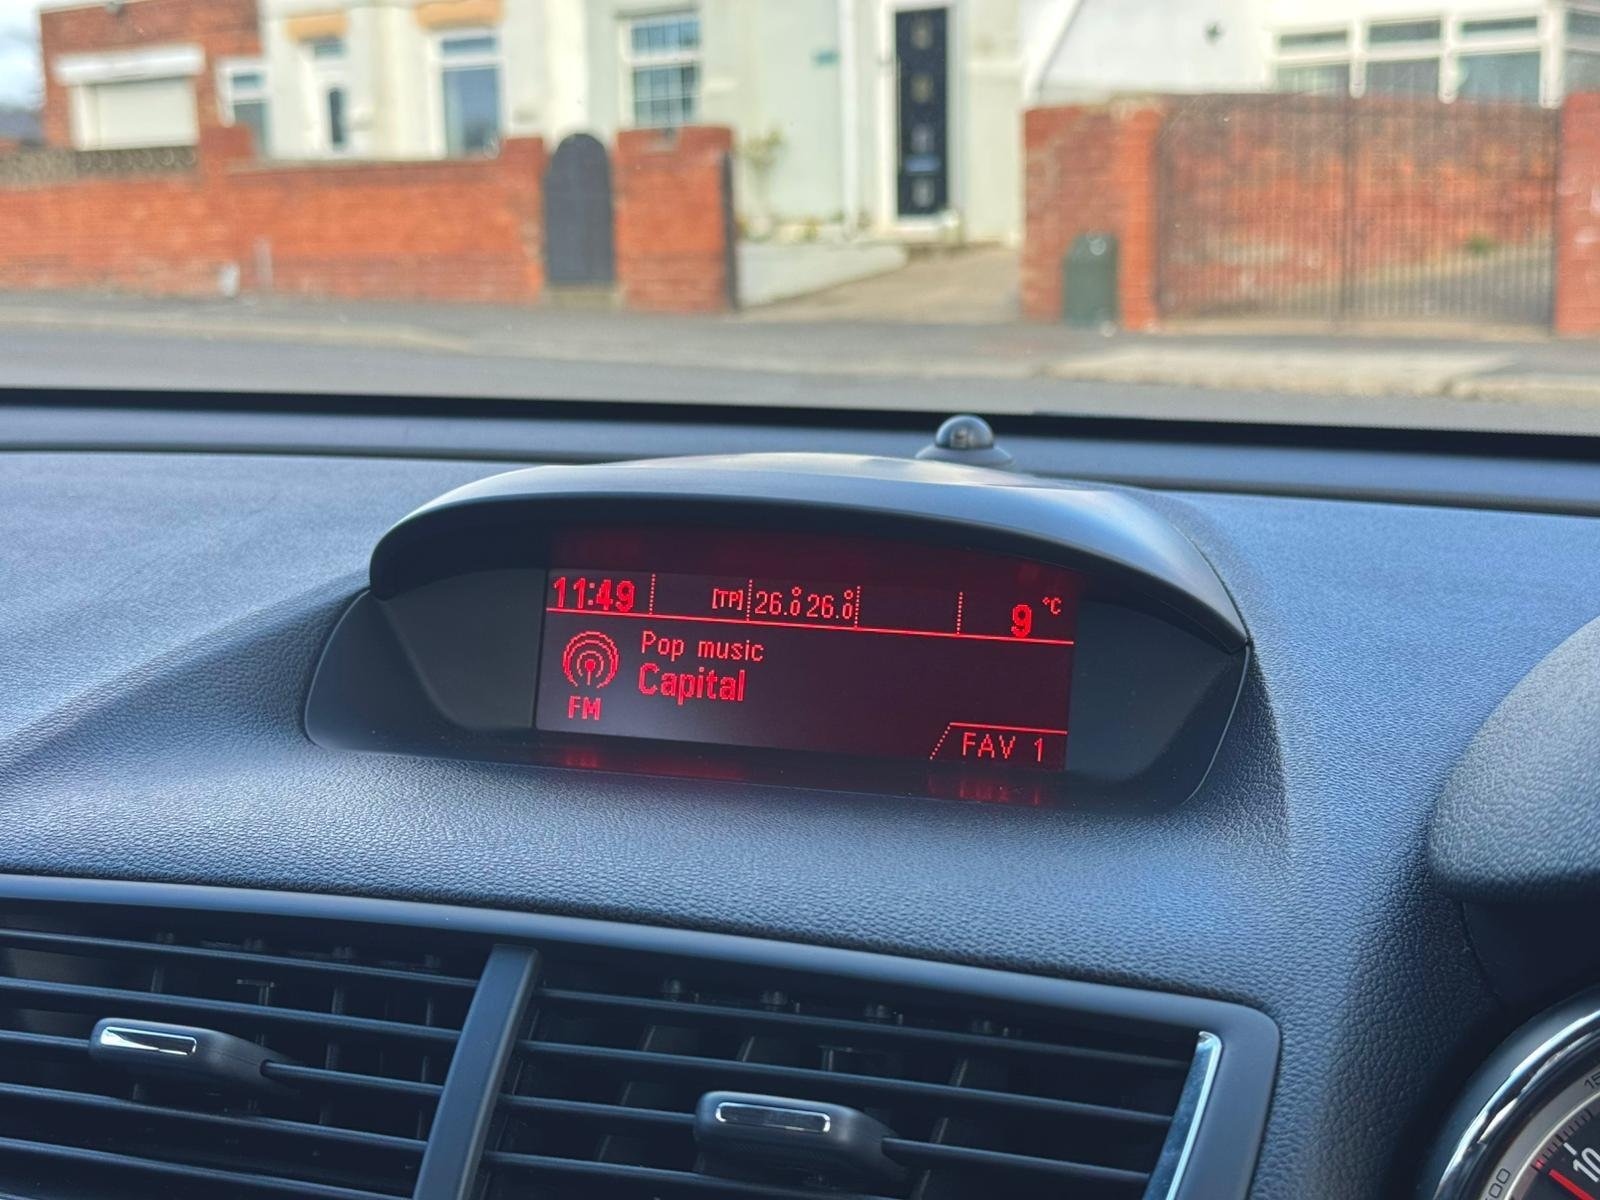 11:49 [TP] 26.0° 26.0° 9 °C
Pop music
Capital
FM
FAV 1